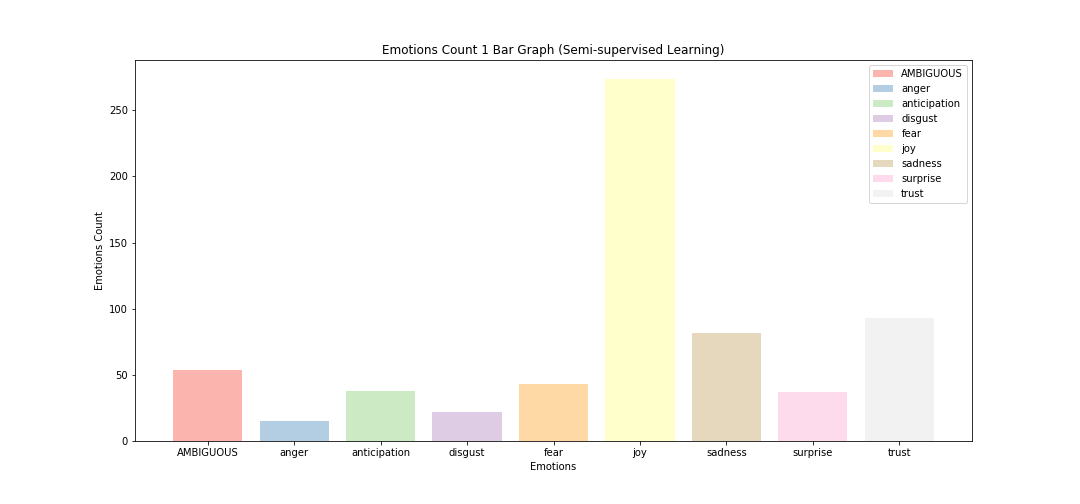 Emotions Count 1 Bar Graph (Semi-supervised Learning)
AMBIGUOUS
anger
anticipation
disgust
fear
joy
sadness
surprise
trust
250
200
150
100
50
0
Emotions Count
AMBIGUOUS anger anticipation disgust fear joy sadness surprise trust
Emotions